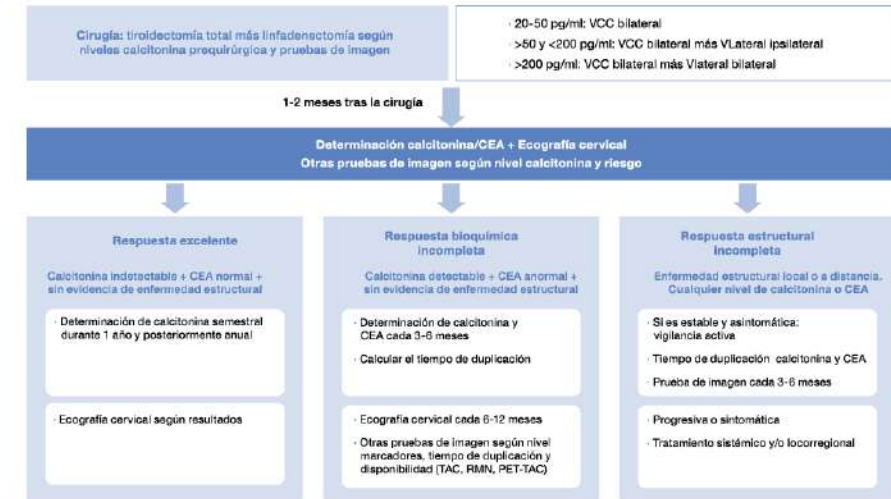 Cirugía: tiroidectomía total más linfadenectomía según
niveles calcitonina prequirúrgica y pruebas de imagen
· 20-50 pg/ml: VCC bilateral
· >50 y <200 pg/ml: VCC bilateral más VLateral ipsilateral
· >200 pg/ml: VCC bilateral más Vlateral bilateral
1-2 meses tras la cirugía
Determinación calcitonina/CEA + Ecografía cervical
Otras pruebas de imagen según nivel calcitonina y riesgo
Respuesta excelente
Calcitonina indetectable + CEA normal +
sin evidencia de enfermedad estructural
· Determinación de calcitonina semestral
durante 1 año y posteriormente anual
· Ecografía cervical según resultados
Respuesta bioquímica
incompleta
Calcitonina detectable + CEA anormal +
sin evidencia de enfermedad estructural
· Determinación de calcitonina y
CEA cada 3-6 meses
· Calcular el tiempo de duplicación
· Ecografía cervical cada 6-12 meses
· Otras pruebas de imagen según nivel
marcadores, tiempo de duplicación y
disponibilidad (TAC, RMN, PET-TAC)
Respuesta estructural
incompleta
Enfermedad estructural local o a distancia.
Cualquier nivel de calcitonina o CEA
· Si es estable y asintomática:
vigilancia activa
· Tiempo de duplicación calcitonina y CEA
· Prueba de imagen cada 3-6 meses
· Progresiva o sintomática
· Tratamiento sistémico y/o locorregional